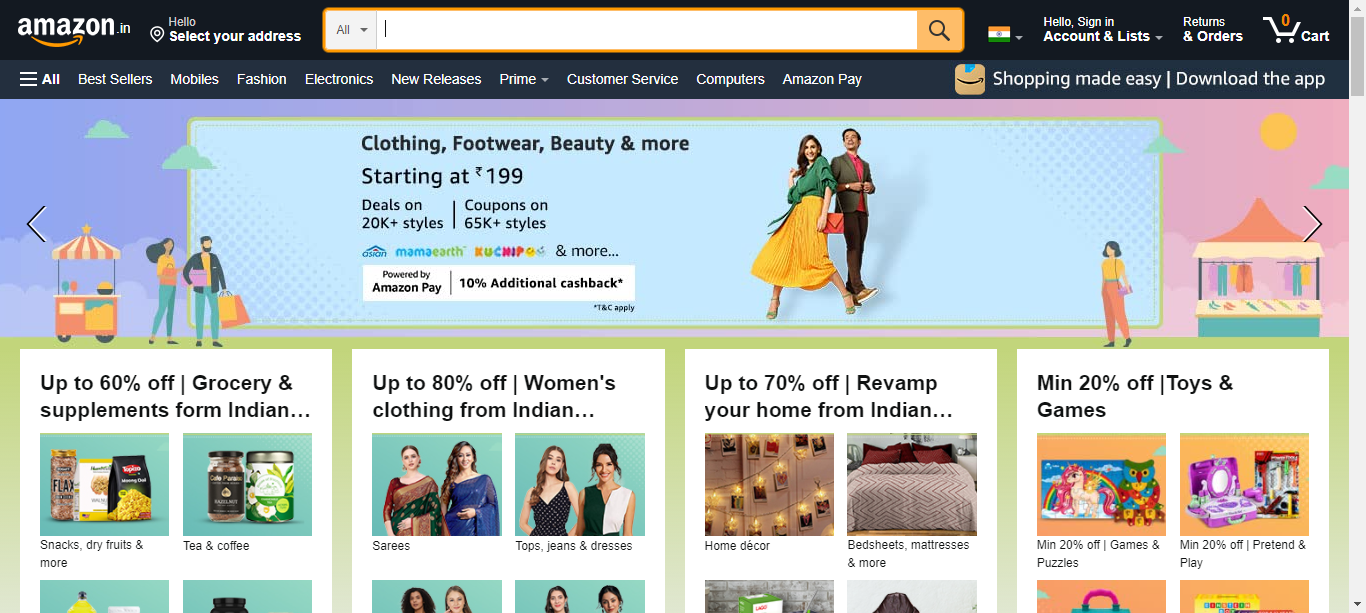 amazon.in
Hello
Select your address
All
Hello, Sign in
Account & Lists
Returns
& Orders
0
Cart
All
Best Sellers
Mobiles
Fashion
Electronics
New Releases
Prime
Customer Service
Computers
Amazon Pay
Shopping made easy | Download the app
Clothing, Footwear, Beauty & more
Starting at ₹199
Deals on
20K+ styles
Coupons on
65K+ styles
asian
mamaearth
KUCHIPOO
& more...
Powered by
Amazon Pay
10% Additional cashback*
*T&C apply
Up to 60% off | Grocery &
supplements form Indian…
Snacks, dry fruits &
more
Tea & coffee
Up to 80% off | Women's
clothing from Indian…
Sarees
Tops, jeans & dresses
Up to 70% off | Revamp
your home from Indian…
Home décor
Bedsheets, mattresses
& more
Min 20% off |Toys &
Games
Min 20% off | Games &
Puzzles
Min 20% off | Pretend &
Play